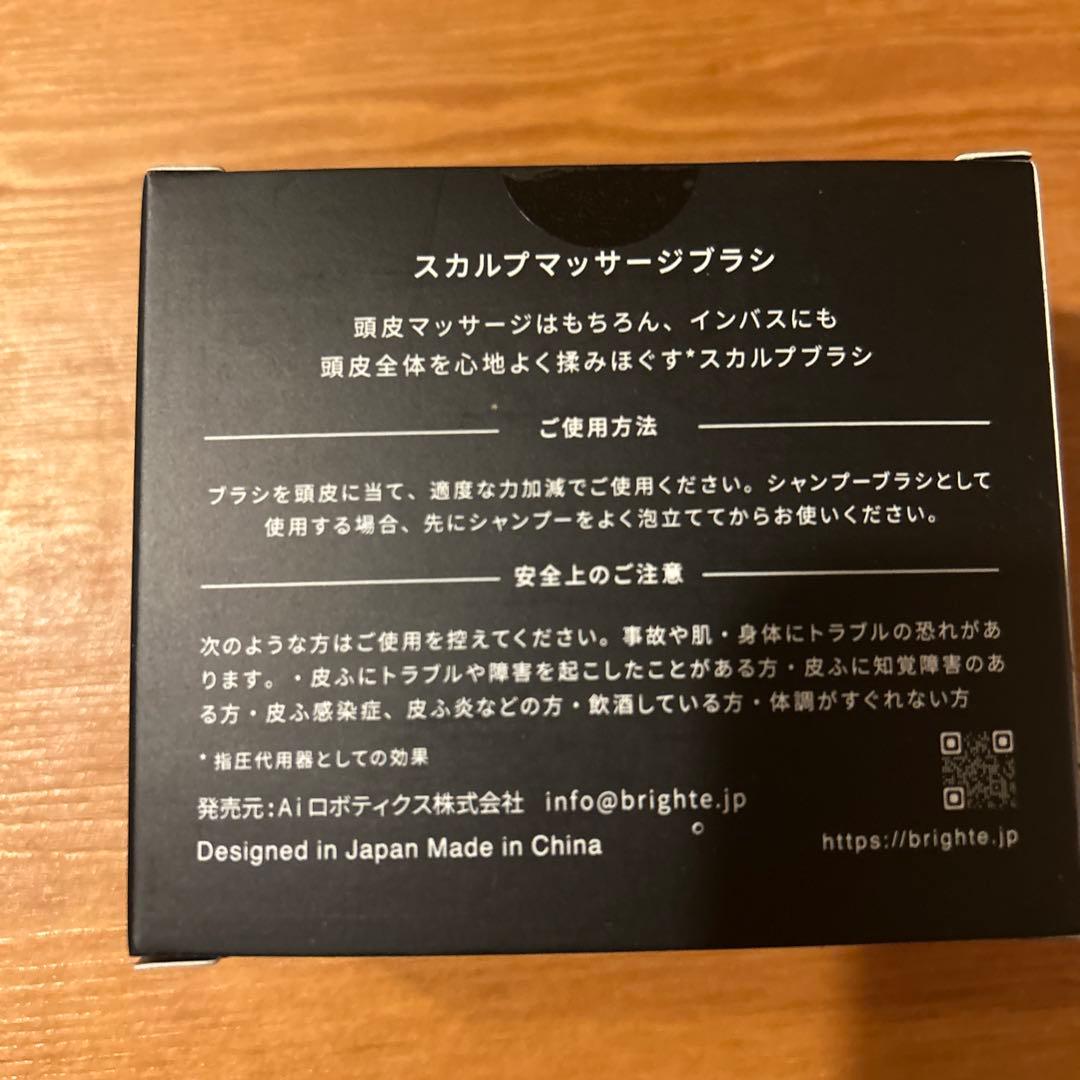 スカルプマッサージブラシ
頭皮マッサージはもちろん、インバスにも
頭皮全体を心地よく揉みほぐす*スカルプブラシ
ご使用方法
ブラシを頭皮に当て、適度な力加減でご使用ください。シャンプーブラシとして
使用する場合、先にシャンプーをよく泡立ててからお使いください。
安全上のご注意
次のような方はご使用を控えてください。事故や肌・身体にトラブルの恐れがあ
ります。・皮ふにトラブルや障害を起こしたことがある方・皮ふに知覚障害のあ
る方・皮ふ感染症、皮ふ炎などの方・飲酒している方・体調がすぐれない方
* 指圧代用器としての効果
発売元:Aiロボティクス株式会社 info@brighte.jp
Designed in Japan Made in China
https://brighte.jp